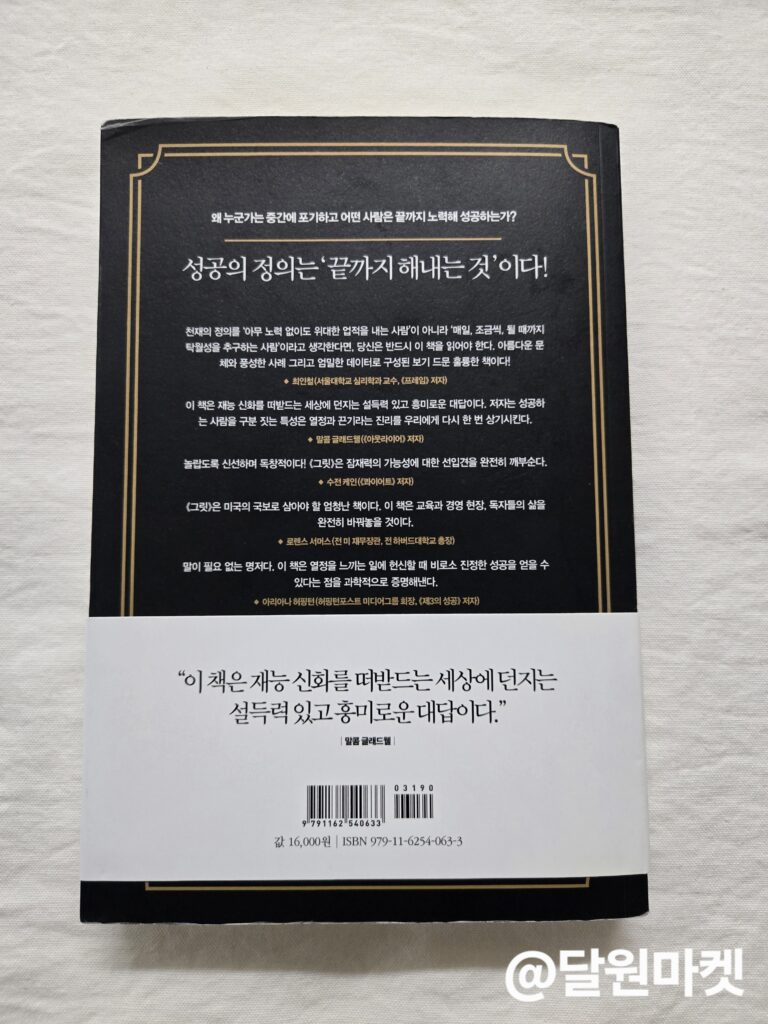 왜 누군가는 중간에 포기하고 어떤 사람은 끝까지 노력해 성공하는가?
성공의 정의는 ‘끝까지 해내는 것’이다!
천재의 정의를 ‘아무 노력 없이도 위대한 업적을 내는 사람’이 아니라 ‘매일, 조금씩, 될 때까지
탁월성을 추구하는 사람’이라고 생각한다면, 당신은 반드시 이 책을 읽어야 한다. 아름다운 문
체와 풍성한 사례 그리고 엄밀한 데이터로 구성된 보기 드문 훌륭한 책이다!
◆ 최인철(서울대학교 심리학과 교수, 《프레임》 저자)
이 책은 재능 신화를 떠받드는 세상에 던지는 설득력 있고 흥미로운 대답이다. 저자는 성공하
는 사람을 구분 짓는 특성은 열정과 끈기라는 진리를 우리에게 다시 한 번 상기시킨다.
◆ 말콤 글래드웰(《아웃라이어》 저자)
놀랍도록 신선하며 독창적이다! 《그릿》은 잠재력의 가능성에 대한 선입견을 완전히 깨부순다.
◆ 수전 케인(《콰이어트》 저자)
《그릿》은 미국의 국보로 삼아야 할 엄청난 책이다. 이 책은 교육과 경영 현장, 독자들의 삶을
완전히 바꿔놓을 것이다.
◆ 로렌스 서머스(전 미 재무장관, 전 하버드대학교 총장)
말이 필요 없는 명저다. 이 책은 열정을 느끼는 일에 헌신할 때 비로소 진정한 성공을 얻을 수
있다는 점을 과학적으로 증명해낸다.
◆ 아리아나 허핑턴(허핑턴포스트 미디어그룹 회장, 《제3의 성공》 저자)
“이 책은 재능 신화를 떠받드는 세상에 던지는
설득력 있고 흥미로운 대답이다.”
| 말콤 글래드웰 |
03190
9 791162 540633
값 16,000원 | ISBN 979-11-6254-063-3
@달원마켓